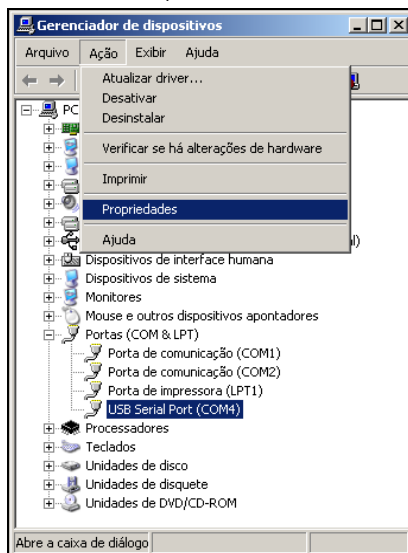 Gerenciador de dispositivos
Arquivo Ação Exibir Ajuda
Atualizar driver...
Desativar
Desinstalar
Verificar se há alterações de hardware
Imprimir
Propriedades
Ajuda
PC
l)
Dispositivos de interface humana
Dispositivos de sistema
Monitores
Mouse e outros dispositivos apontadores
Portas (COM & LPT)
Porta de comunicação (COM1)
Porta de comunicação (COM2)
Porta de impressora (LPT1)
USB Serial Port (COM4)
Processadores
Teclados
Unidades de disco
Unidades de disquete
Unidades de DVD/CD-ROM
Abre a caixa de diálogo